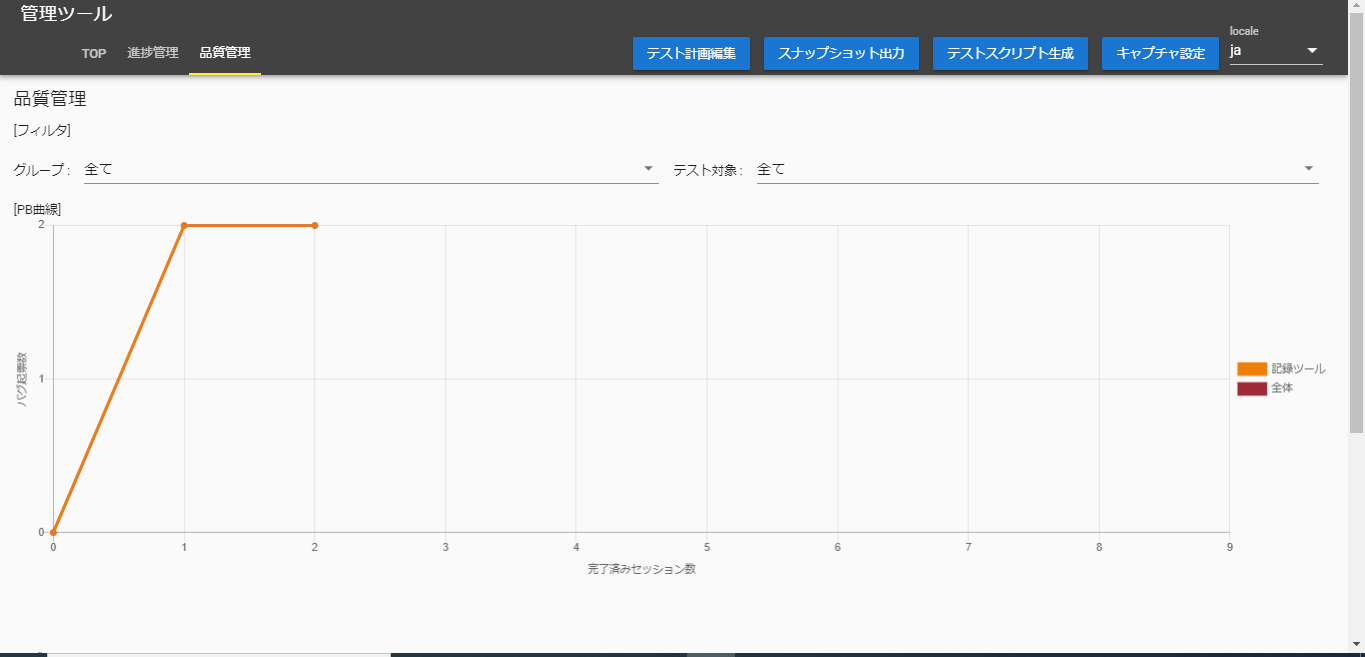 管理ツール
TOP 進捗管理 品質管理 テスト計画編集 スナップショット出力 テストスクリプト生成 キャプチャ設定
locale
ja
品質管理
[フィルタ]
グループ : 全て テスト対象 : 全て
[PB曲線]
2
1
0
バグ起票数
0 1 2 3 4 5 6 7 8 9
完了済みセッション数
記録ツール
全体